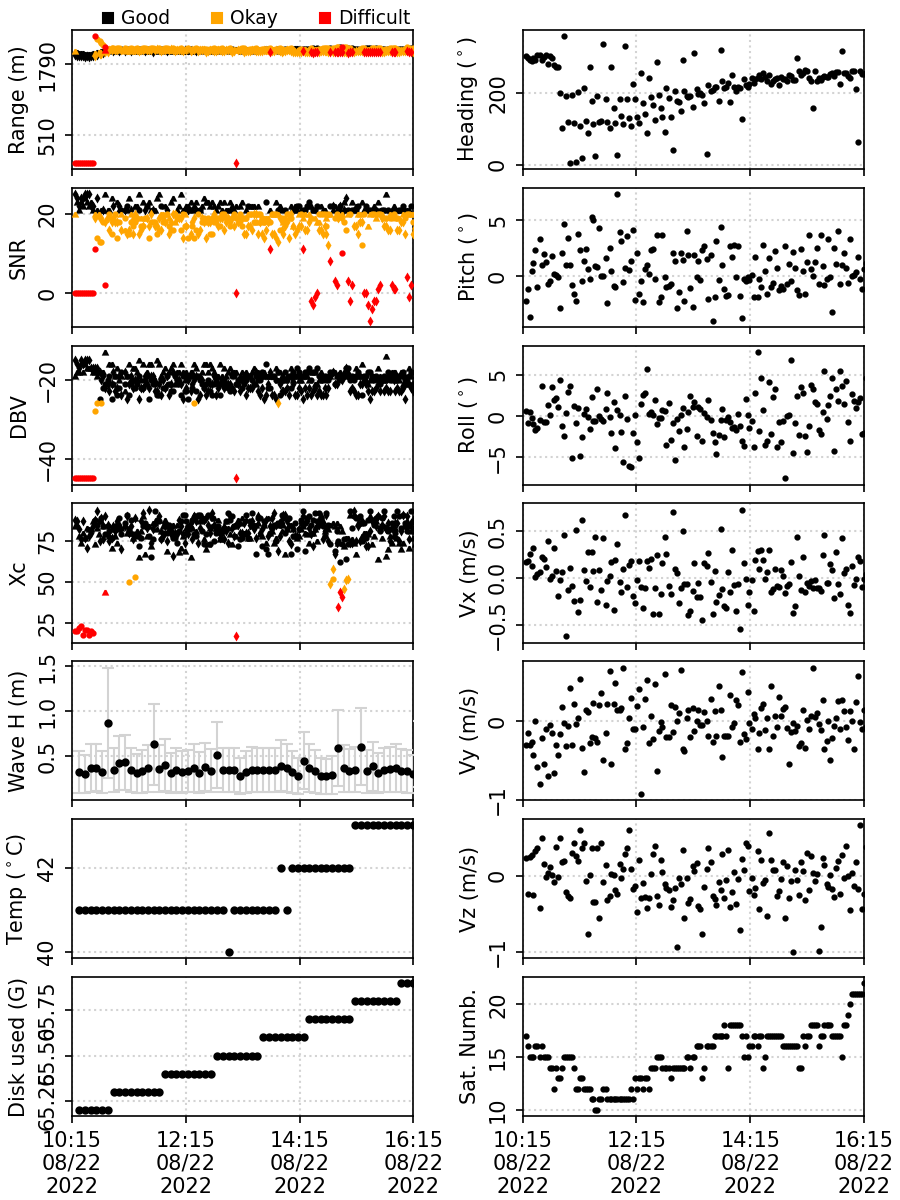 Good Okay Difficult
Range (m)
1790
510
Heading (°)
200
0
SNR
20
0
Pitch (°)
5
0
DBV
−20
−40
Roll (°)
5
0
−5
Xc
75
50
25
Vx (m/s)
0.5
0.0
−0.5
Wave H (m)
1.5
1.0
0.5
Vy (m/s)
0
−1
Temp (°C)
42
40
Vz (m/s)
0
−1
Disk used (G)
65.75
65.5
65.25
Sat. Numb.
20
15
10
10:15 12:15 14:15 16:15
08/22 08/22 08/22 08/22
2022 2022 2022 2022
10:15 12:15 14:15 16:15
08/22 08/22 08/22 08/22
2022 2022 2022 2022